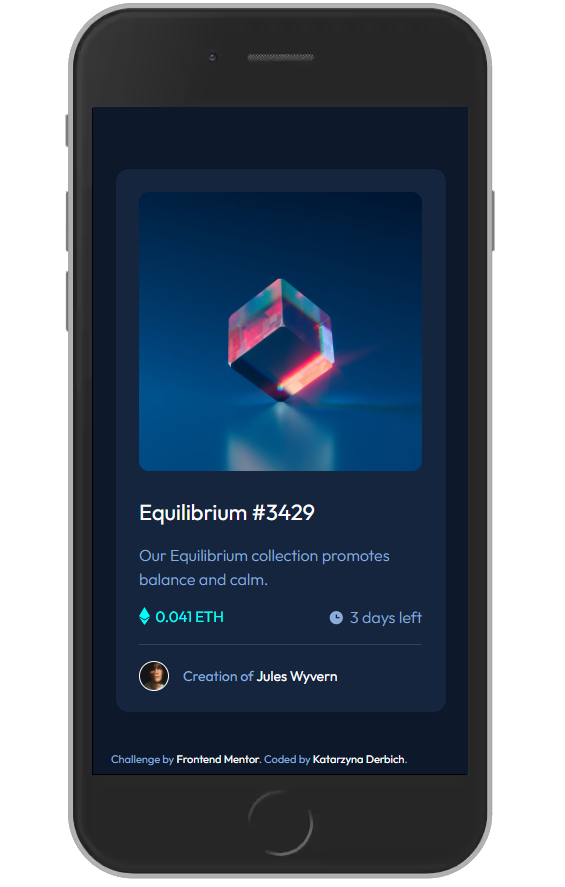 Equilibrium #3429
Our Equilibrium collection promotes
balance and calm.
0.041 ETH
3 days left
Creation of Jules Wyvern
Challenge by Frontend Mentor. Coded by Katarzyna Derbich.